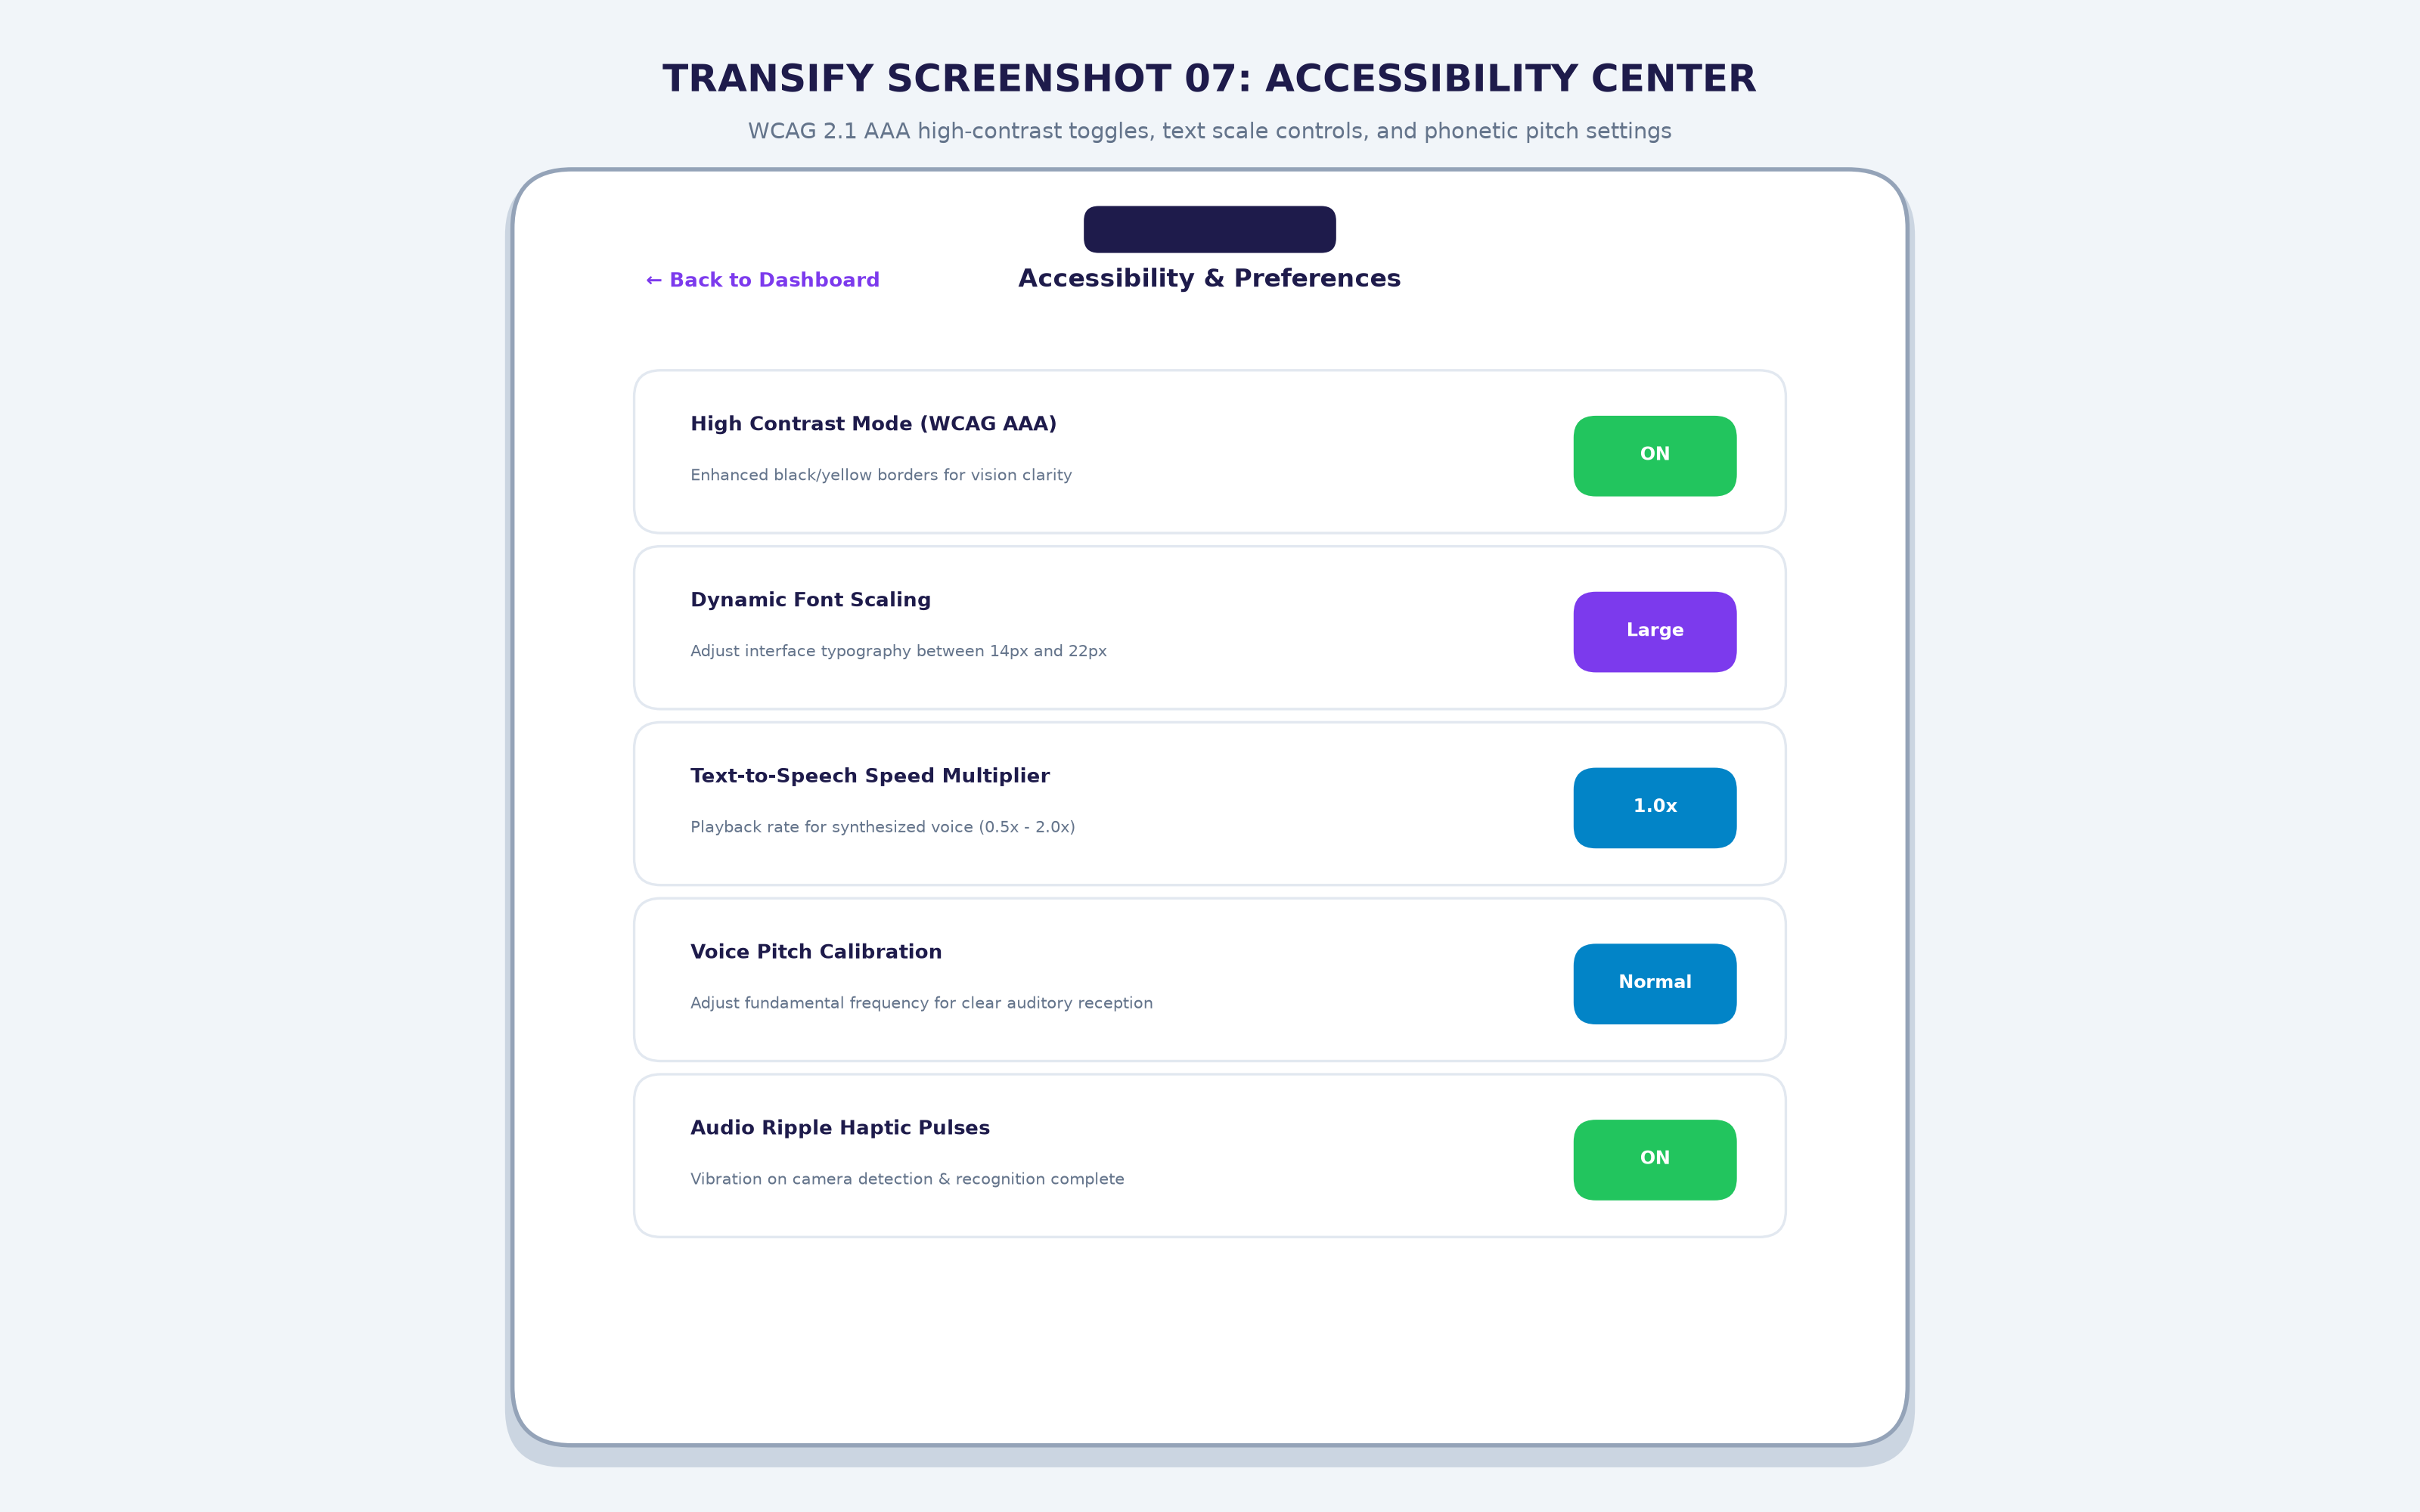 TRANSIFY SCREENSHOT 07: ACCESSIBILITY CENTER
WCAG 2.1 AAA high-contrast toggles, text scale controls, and phonetic pitch settings
← Back to Dashboard
Accessibility & Preferences
High Contrast Mode (WCAG AAA)
Enhanced black/yellow borders for vision clarity
ON
Dynamic Font Scaling
Adjust interface typography between 14px and 22px
Large
Text-to-Speech Speed Multiplier
Playback rate for synthesized voice (0.5x - 2.0x)
1.0x
Voice Pitch Calibration
Adjust fundamental frequency for clear auditory reception
Normal
Audio Ripple Haptic Pulses
Vibration on camera detection & recognition complete
ON